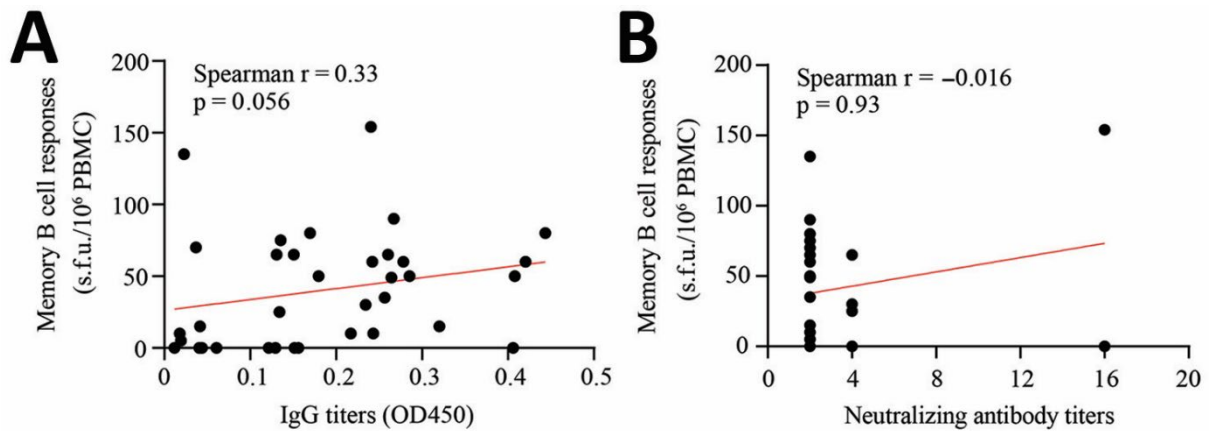 A
Memory B cell responses
(s.f.u./10⁶ PBMC)
200
150
100
50
0
Spearman r = 0.33
p = 0.056
0
0.1
0.2
0.3
0.4
0.5
IgG titers (OD450)
B
Memory B cell responses
(s.f.u./10⁶ PBMC)
200
150
100
50
0
Spearman r = −0.016
p = 0.93
0
4
8
12
16
20
Neutralizing antibody titers